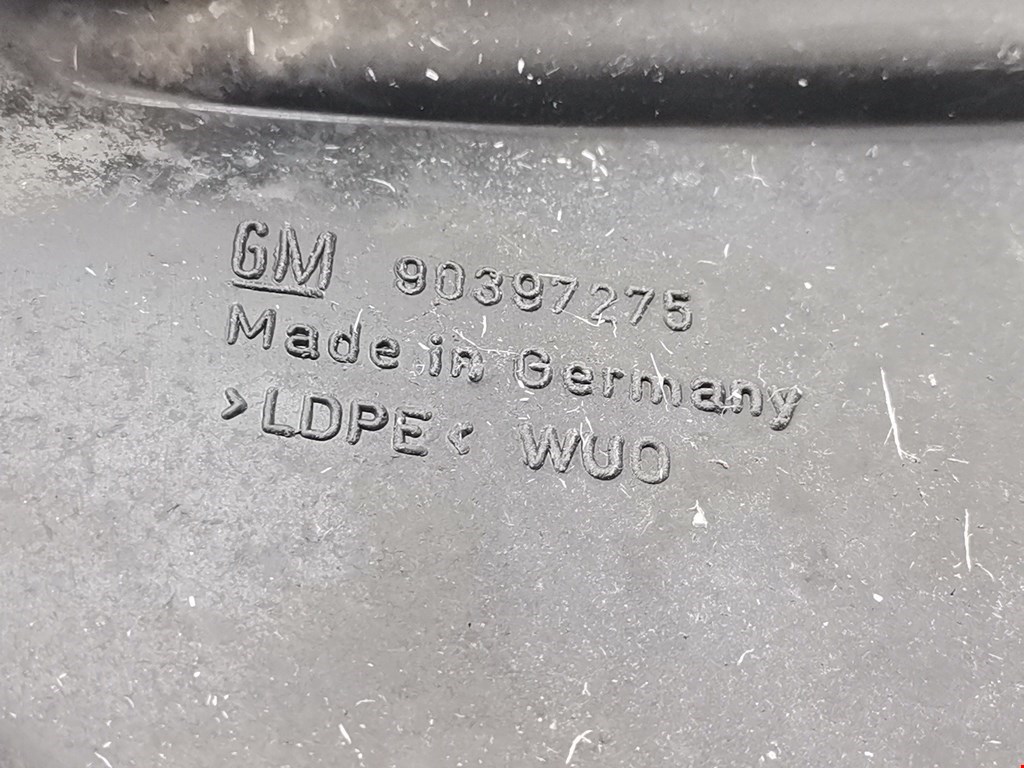 GM 90397275
Made in Germany
>LDPE< WUO